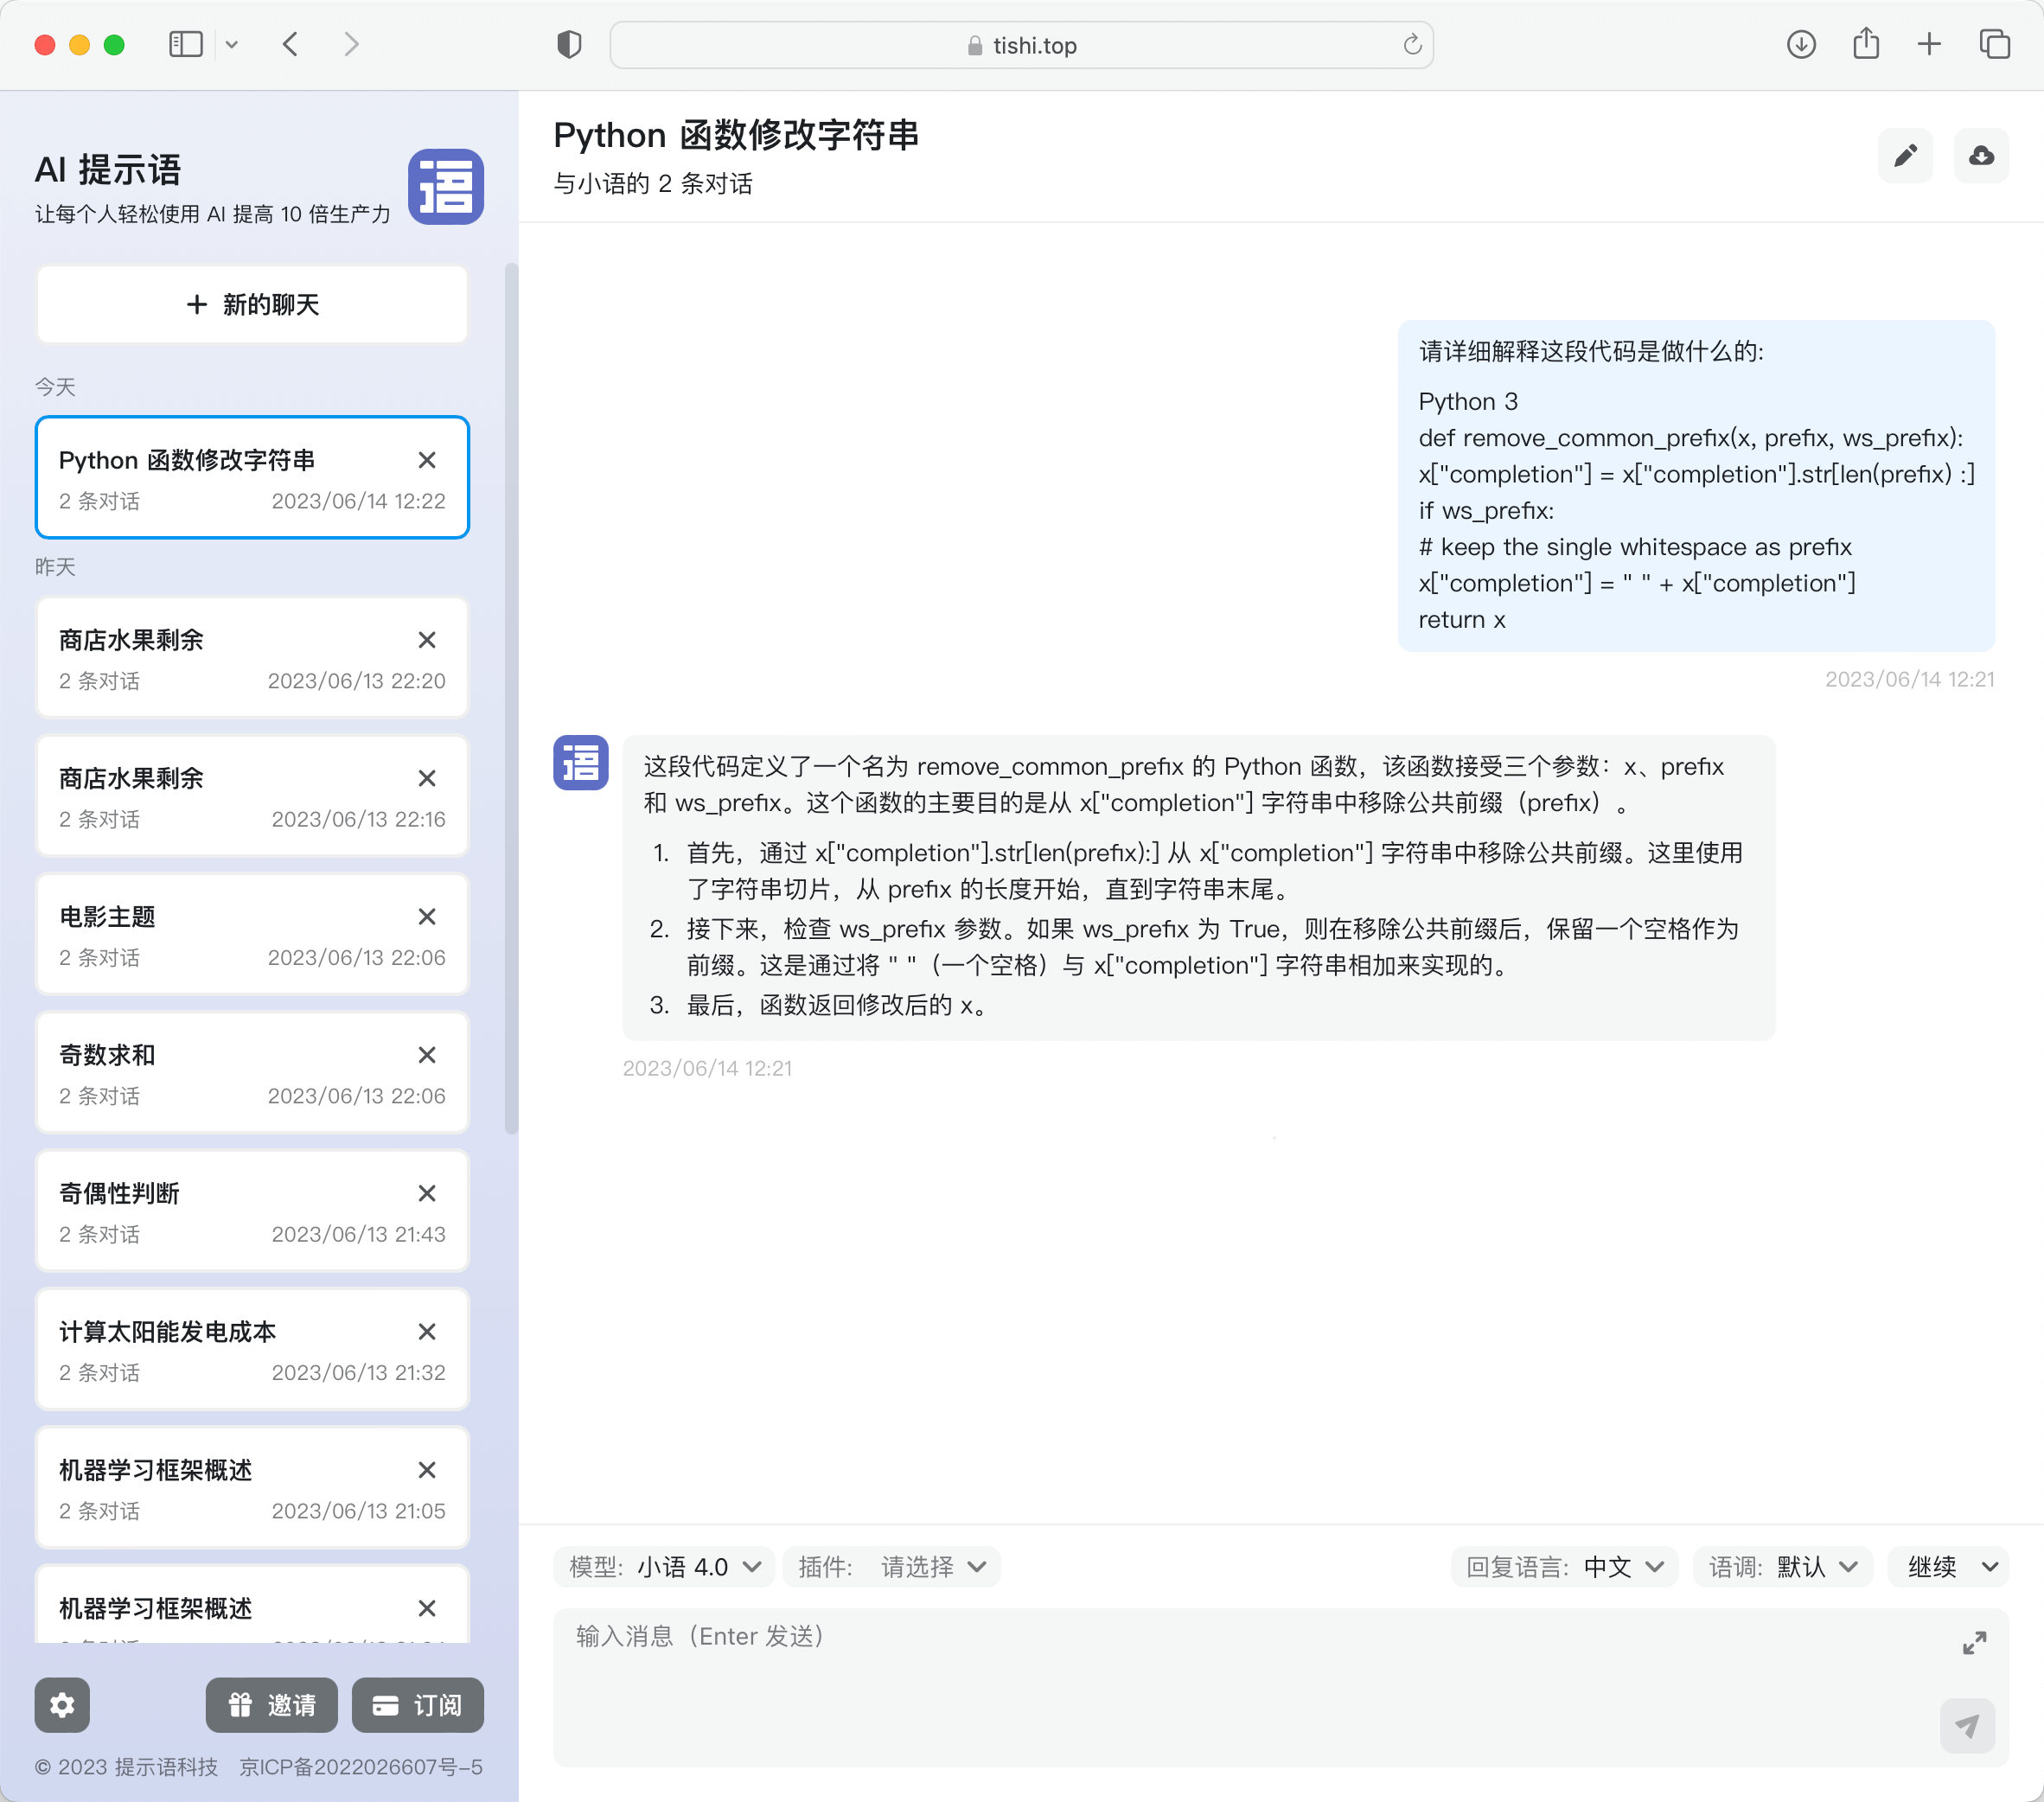 tishi.top
AI 提示语
让每个人轻松使用 AI 提高 10 倍生产力
语
新的聊天
今天
Python 函数修改字符串
2 条对话 2023/06/14 12:22
昨天
商店水果剩余
2 条对话 2023/06/13 22:20
商店水果剩余
2 条对话 2023/06/13 22:16
电影主题
2 条对话 2023/06/13 22:06
奇数求和
2 条对话 2023/06/13 22:06
奇偶性判断
2 条对话 2023/06/13 21:43
计算太阳能发电成本
2 条对话 2023/06/13 21:32
机器学习框架概述
2 条对话 2023/06/13 21:05
机器学习框架概述
邀请
订阅
© 2023 提示语科技 京ICP备2022026607号-5
Python 函数修改字符串
与小语的 2 条对话
请详细解释这段代码是做什么的:
Python 3
def remove_common_prefix(x, prefix, ws_prefix):
x["completion"] = x["completion"].str[len(prefix) :]
if ws_prefix:
# keep the single whitespace as prefix
x["completion"] = " " + x["completion"]
return x
2023/06/14 12:21
语
这段代码定义了一个名为 remove_common_prefix 的 Python 函数，该函数接受三个参数：x、prefix
和 ws_prefix。这个函数的主要目的是从 x["completion"] 字符串中移除公共前缀（prefix）。
1. 首先，通过 x["completion"].str[len(prefix):] 从 x["completion"] 字符串中移除公共前缀。这里使用
了字符串切片，从 prefix 的长度开始，直到字符串末尾。
2. 接下来，检查 ws_prefix 参数。如果 ws_prefix 为 True，则在移除公共前缀后，保留一个空格作为
前缀。这是通过将 " "（一个空格）与 x["completion"] 字符串相加来实现的。
3. 最后，函数返回修改后的 x。
2023/06/14 12:21
模型: 小语 4.0 插件: 请选择 回复语言: 中文 语调: 默认 继续
输入消息（Enter 发送）